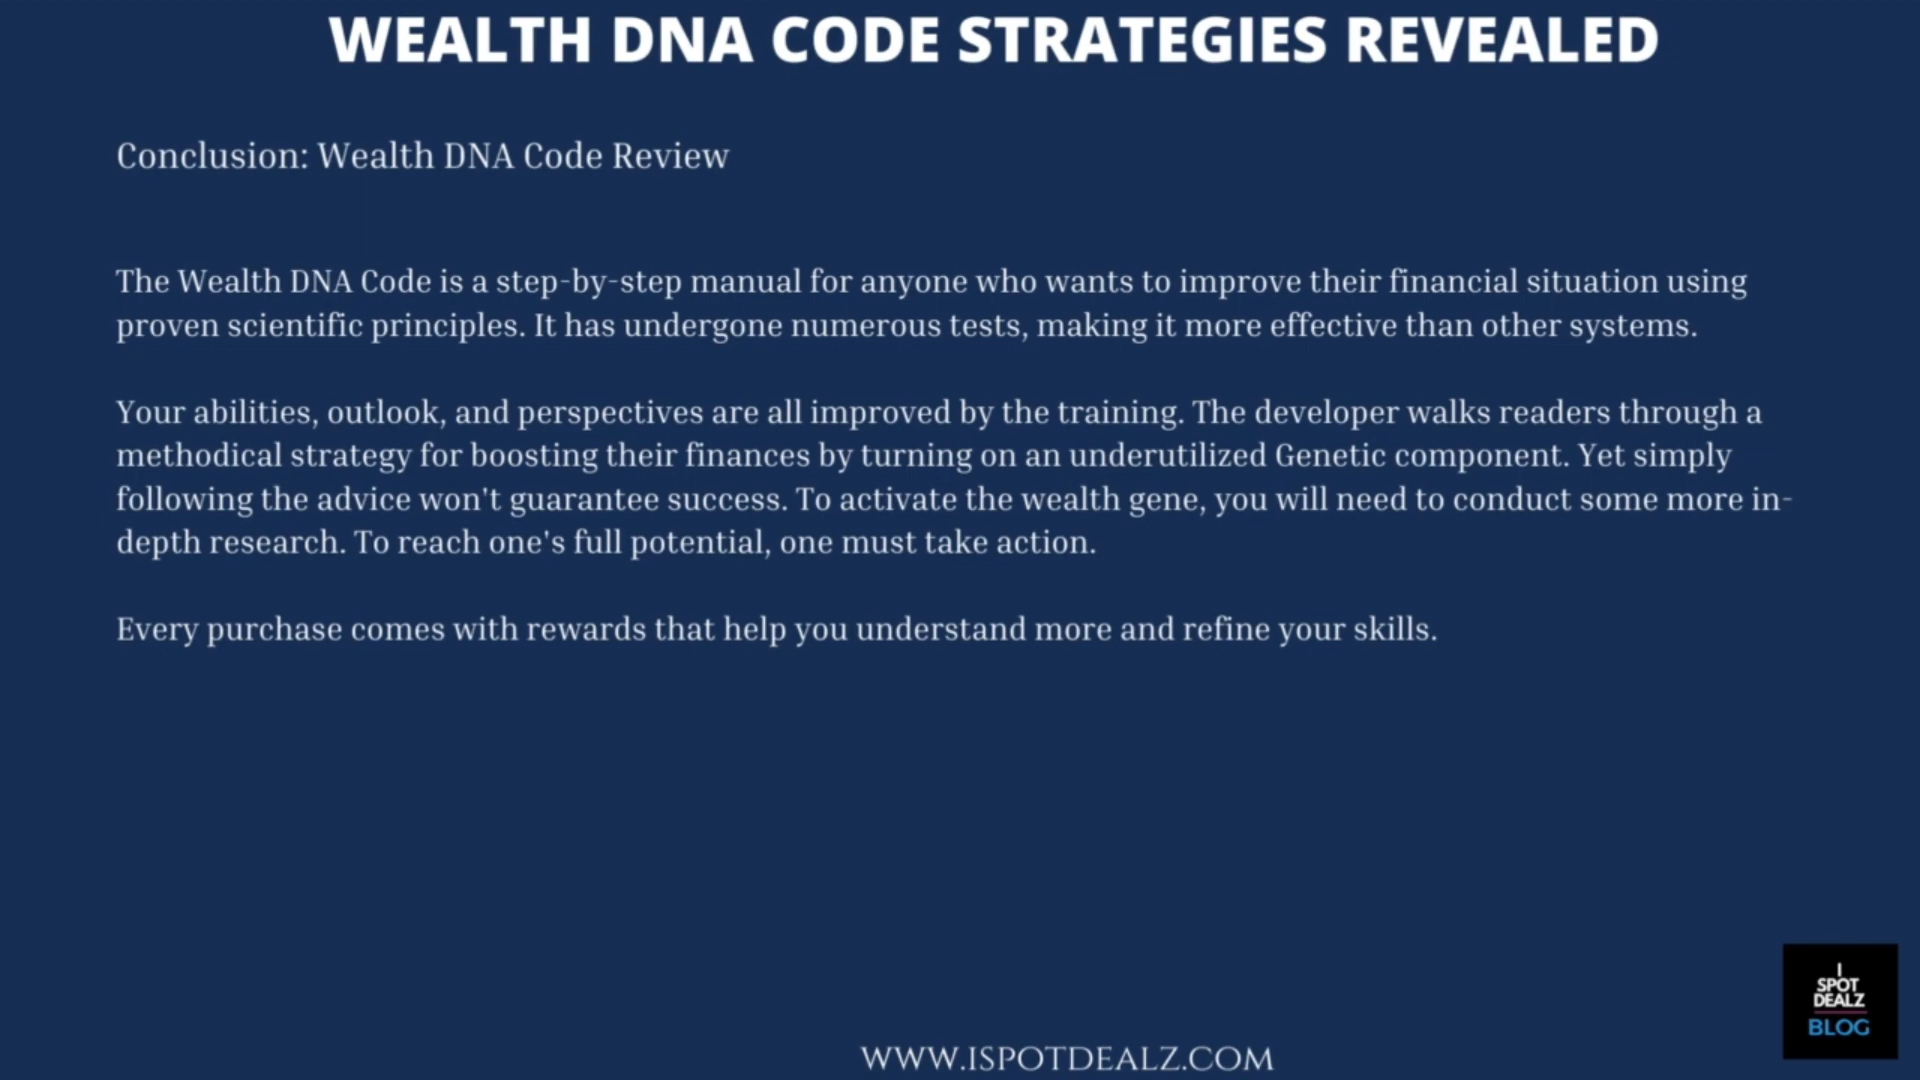 WEALTH DNA CODE STRATEGIES REVEALED
Conclusion: Wealth DNA Code Review
The Wealth DNA Code is a step-by-step manual for anyone who wants to improve their financial situation using
proven scientific principles. It has undergone numerous tests, making it more effective than other systems.
Your abilities, outlook, and perspectives are all improved by the training. The developer walks readers through a
methodical strategy for boosting their finances by turning on an underutilized Genetic component. Yet simply
following the advice won't guarantee success. To activate the wealth gene, you will need to conduct some more in-
depth research. To reach one's full potential, one must take action.
Every purchase comes with rewards that help you understand more and refine your skills.
I
SPOT
DEALZ
BLOG
WWW.ISPOTDEALZ.COM